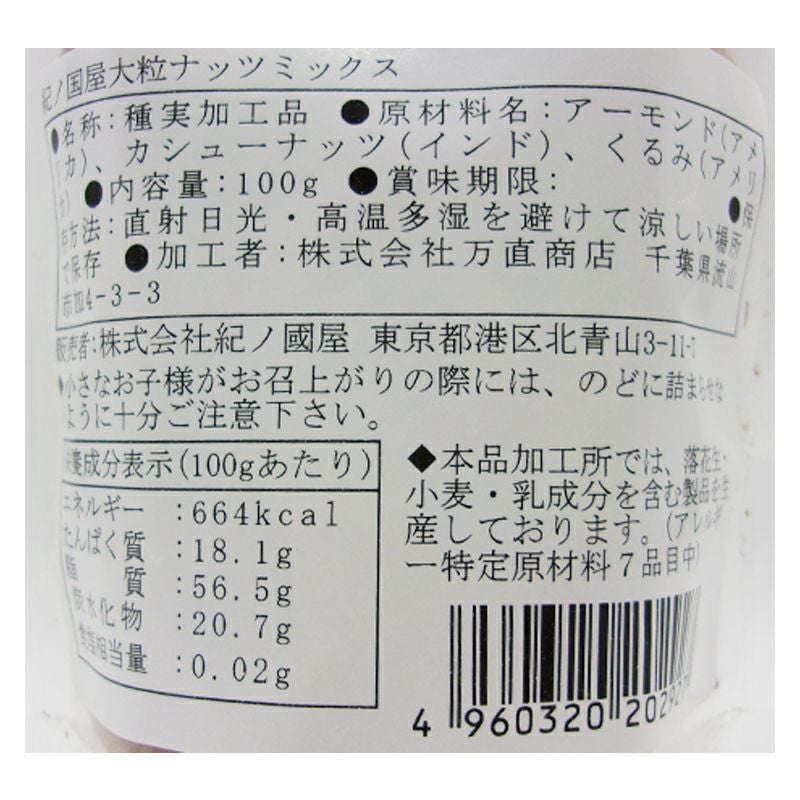 紀ノ国屋大粒ナッツミックス
●名称:種実加工品 ●原材料名:アーモンド(アメ
リカ)、カシューナッツ(インド)、くるみ(アメリ
カ) ●内容量:100g ●賞味期限: ●保
存方法:直射日光・高温多湿を避けて涼しい場所
で保存 ●加工者:株式会社万直商店 千葉県流山
市加4-3-3
販売者:株式会社紀ノ國屋 東京都港区北青山3-11-7
◆小さなお子様がお召上がりの際には、のどに詰まらせな
ように十分ご注意下さい。
栄養成分表示(100gあたり)
エネルギー :664kcal
たんぱく質 :18.1g
脂質 :56.5g
炭水化物 :20.7g
食塩相当量 :0.02g
◆本品加工所では、落花生・
小麦・乳成分を含む製品を生
産しております。(アレルギ
ー特定原材料7品目中)
4 960320 20292